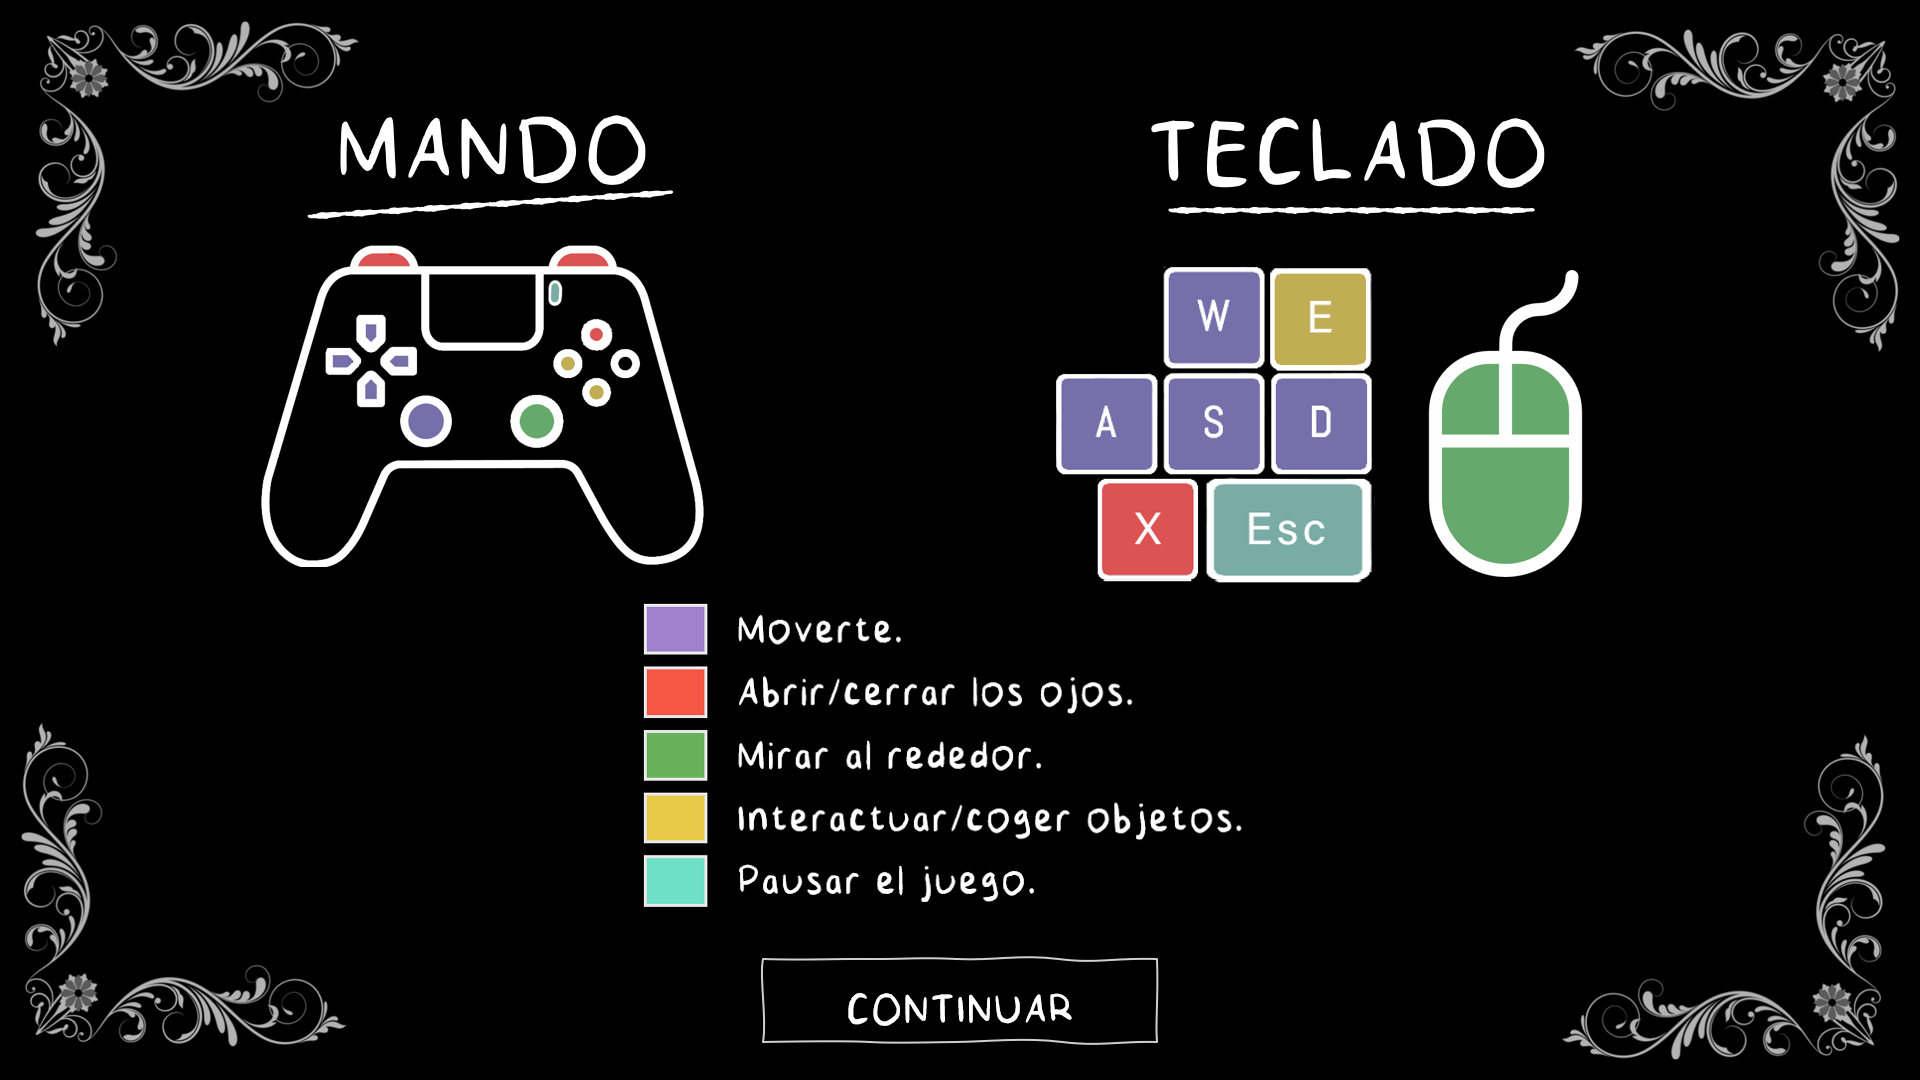 MANDO
TECLADO
W E
A S D
X Esc
Moverte.
Abrir/cerrar los ojos.
Mirar al rededor.
Interactuar/coger objetos.
Pausar el juego.
CONTINUAR